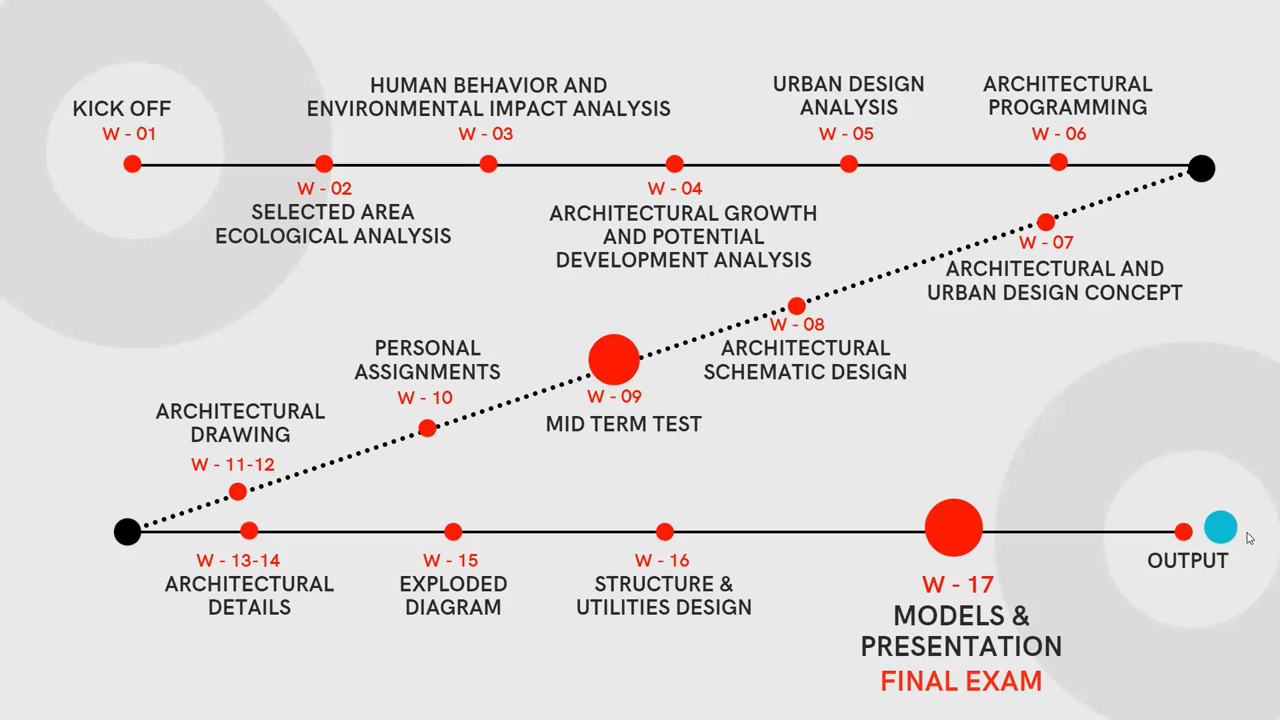 KICK OFF
W - 01
W - 02
SELECTED AREA
ECOLOGICAL ANALYSIS
HUMAN BEHAVIOR AND
ENVIRONMENTAL IMPACT ANALYSIS
W - 03
W - 04
ARCHITECTURAL GROWTH
AND POTENTIAL
DEVELOPMENT ANALYSIS
URBAN DESIGN
ANALYSIS
W - 05
ARCHITECTURAL
PROGRAMMING
W - 06
W - 07
ARCHITECTURAL AND
URBAN DESIGN CONCEPT
W - 08
ARCHITECTURAL
SCHEMATIC DESIGN
W - 09
MID TERM TEST
PERSONAL
ASSIGNMENTS
W - 10
ARCHITECTURAL
DRAWING
W - 11-12
W - 13-14
ARCHITECTURAL
DETAILS
W - 15
EXPLODED
DIAGRAM
W - 16
STRUCTURE &
UTILITIES DESIGN
W - 17
MODELS &
PRESENTATION
FINAL EXAM
OUTPUT